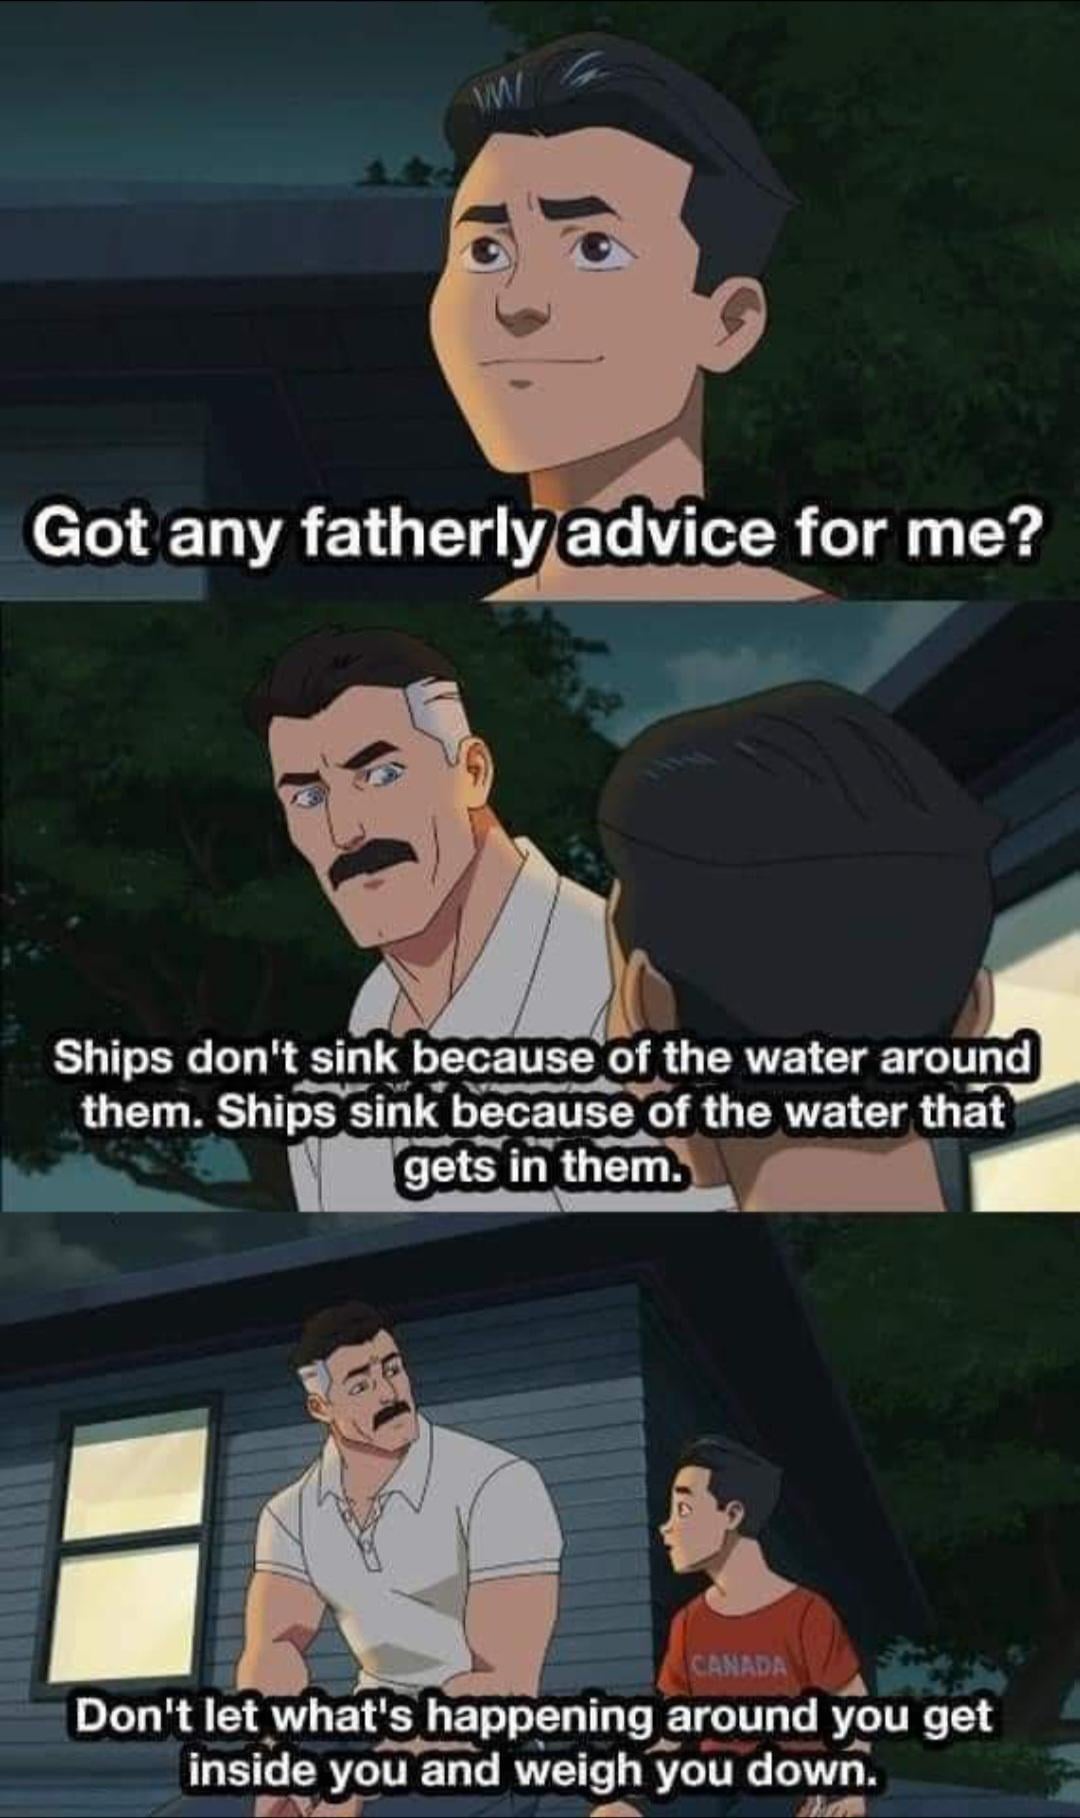 Got any fatherly advice for me?
Ships don't sink because of the water around
them. Ships sink because of the water that
gets in them.
CANADA
Don't let what's happening around you get
inside you and weigh you down.